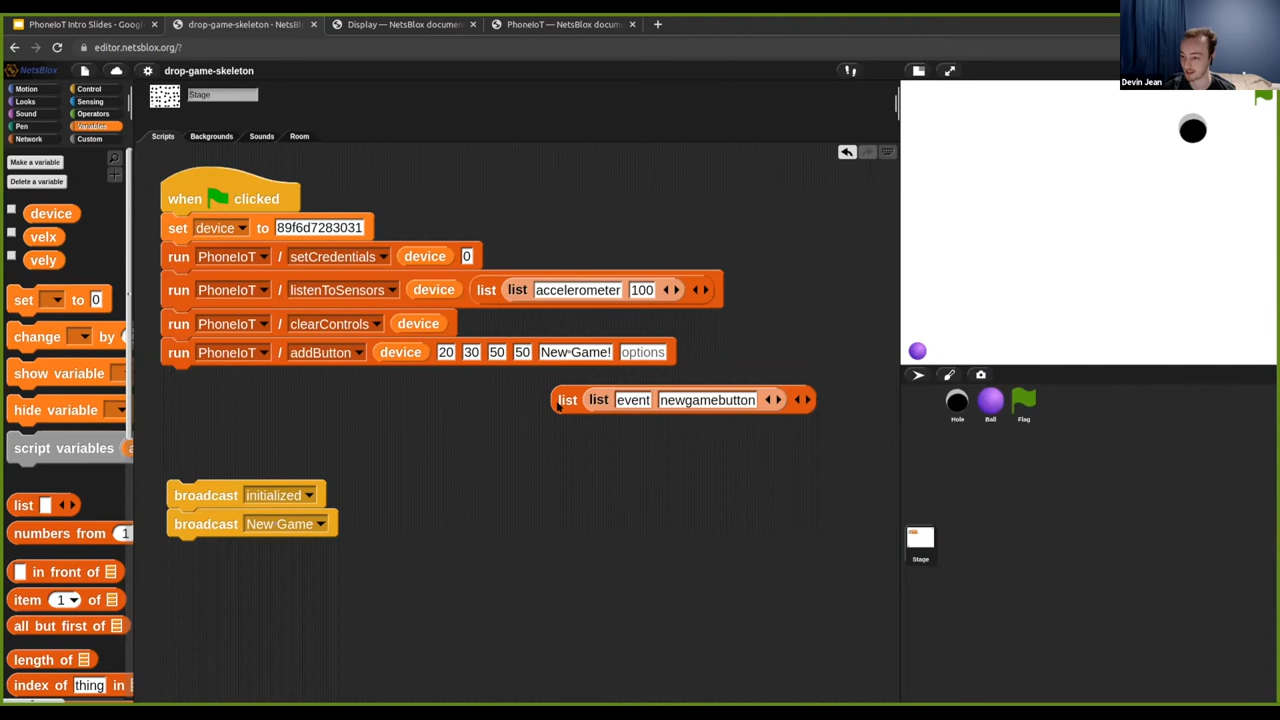 PhoneIoT Intro Slides - Googl
drop-game-skeleton - NetsBl
Display — NetsBlox documen
PhoneIoT — NetsBlox docum
editor.netsblox.org/?
Devin Jean
NETSBLOX
drop-game-skeleton
Motion Control
Looks Sensing
Sound Operators
Pen Variables
Network Custom
Stage
Scripts Backgrounds Sounds Room
Make a variable
Delete a variable
device
velx
vely
set to 0
change by
show variable
hide variable
script variables
list
numbers from 1
in front of
item 1 of
all but first of
length of
index of thing in
when clicked
set device to 89f6d7283031
run PhoneIoT / setCredentials device 0
run PhoneIoT / listenToSensors device list list accelerometer 100
run PhoneIoT / clearControls device
run PhoneIoT / addButton device 20 30 50 50 New Game! options
list list event newgamebutton
broadcast initialized
broadcast New Game
Hole Ball Flag
Stage